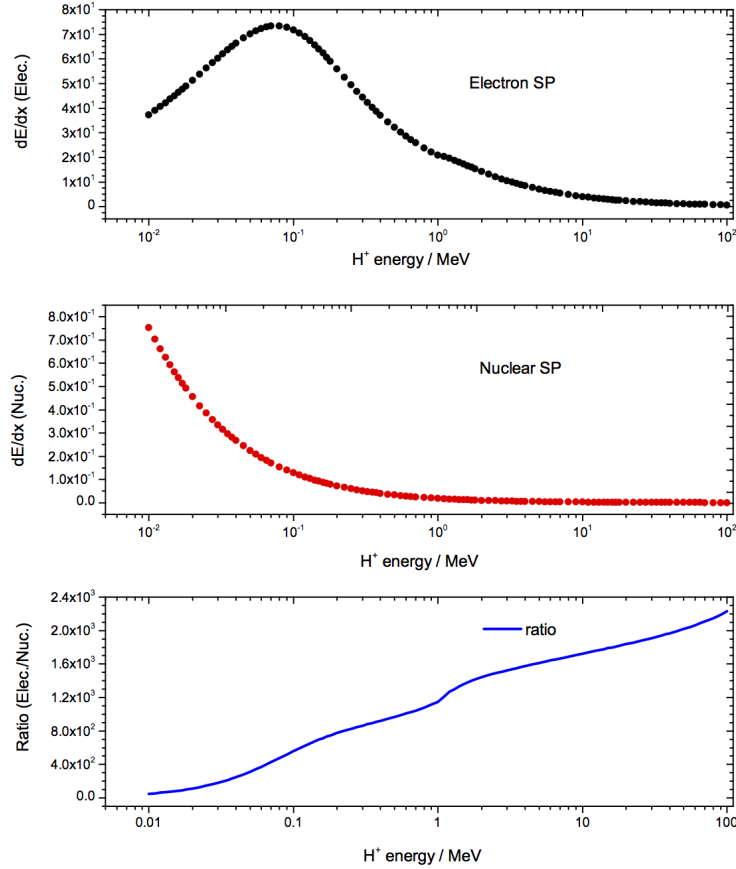 8x10¹
7x10¹
6x10¹
5x10¹
4x10¹
3x10¹
2x10¹
1x10¹
0
dE/dx (Elec.)
Electron SP
10⁻² 10⁻¹ 10⁰ 10¹ 10²
H⁺ energy / MeV
8.0x10⁻¹
7.0x10⁻¹
6.0x10⁻¹
5.0x10⁻¹
4.0x10⁻¹
3.0x10⁻¹
2.0x10⁻¹
1.0x10⁻¹
0.0
dE/dx (Nuc.)
Nuclear SP
10⁻² 10⁻¹ 10⁰ 10¹ 10²
H⁺ energy / MeV
2.4x10³
2.0x10³
1.6x10³
1.2x10³
8.0x10²
4.0x10²
0.0
Ratio (Elec./Nuc.)
ratio
0.01 0.1 1 10 100
H⁺ energy / MeV